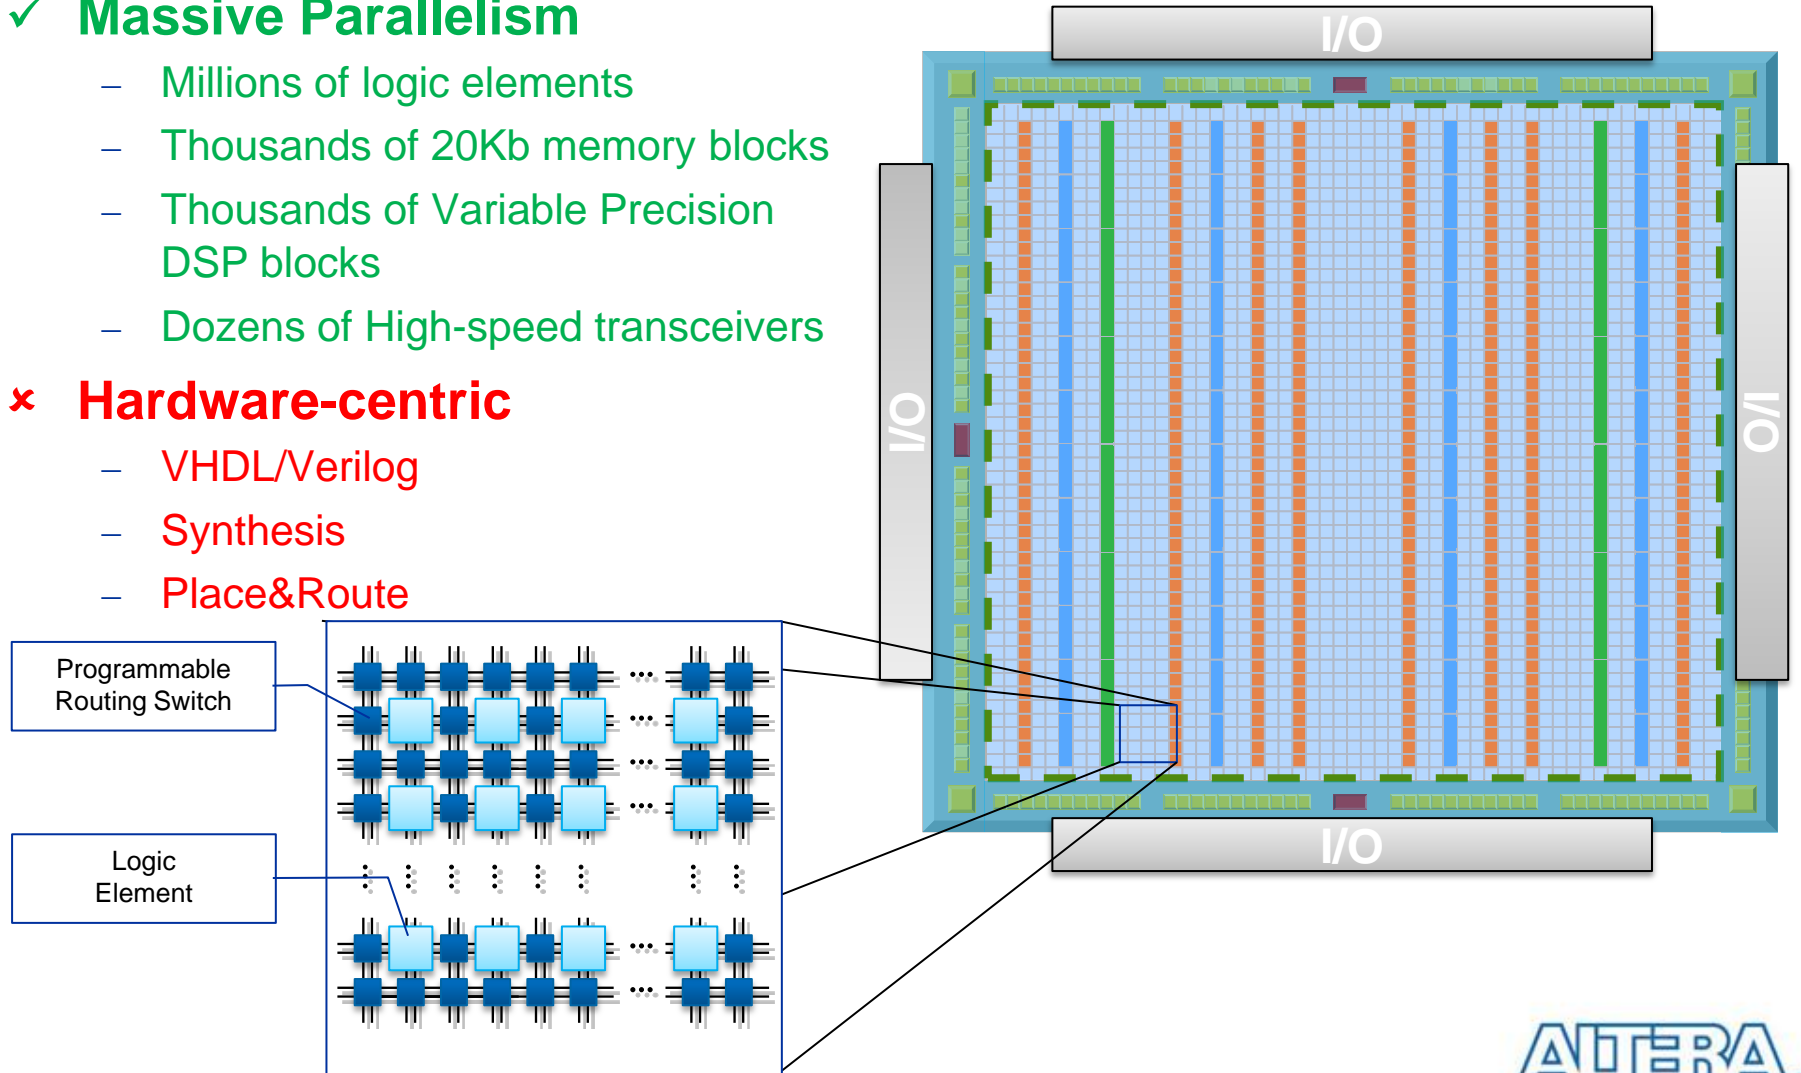 ✓ Massive Parallelism
– Millions of logic elements
– Thousands of 20Kb memory blocks
– Thousands of Variable Precision
DSP blocks
– Dozens of High-speed transceivers
✘ Hardware-centric
– VHDL/Verilog
– Synthesis
– Place&Route
Programmable
Routing Switch
Logic
Element
I/O
I/O
I/O
I/O
ALTERA